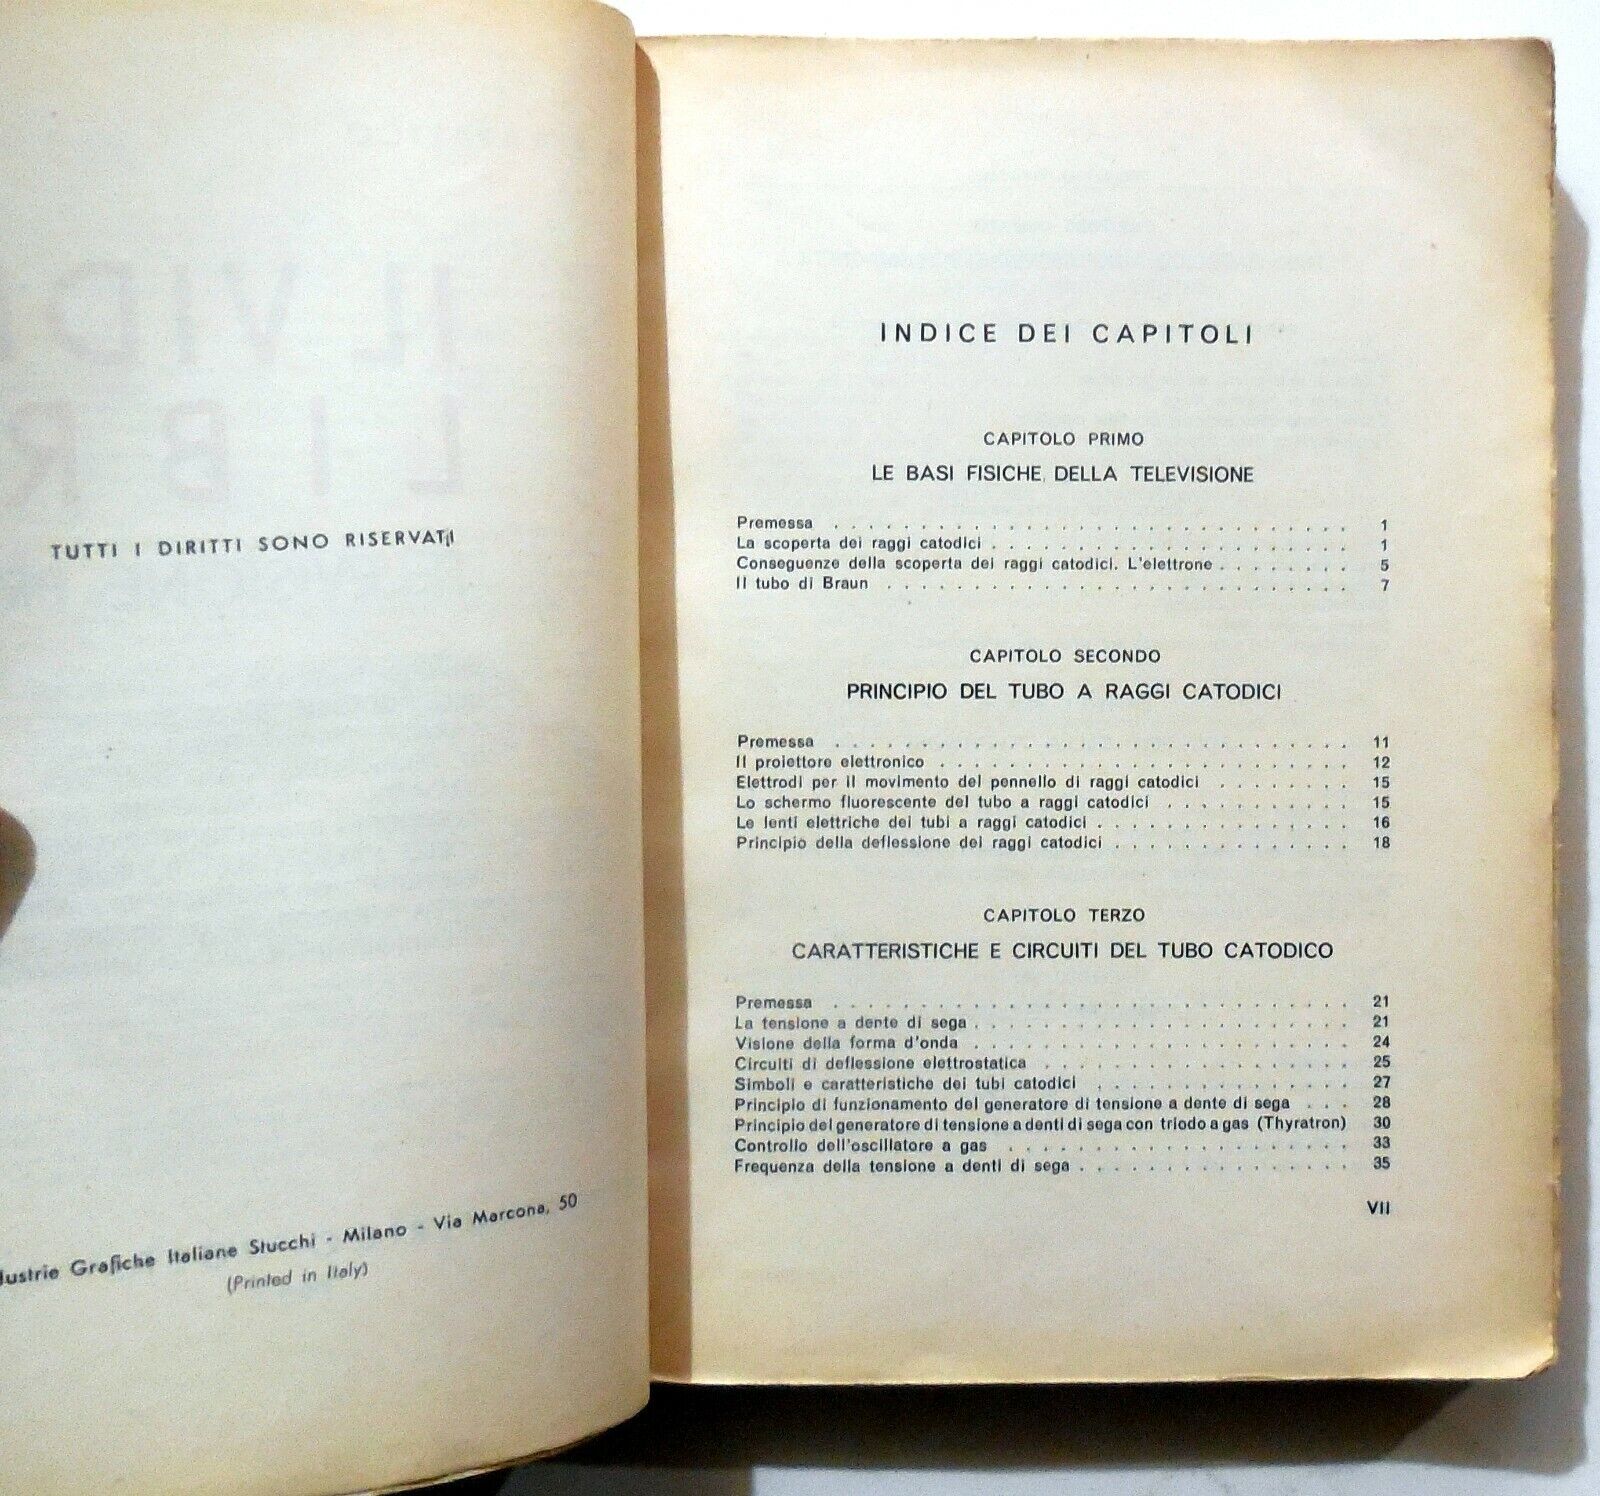 TUTTI I DIRITTI SONO RISERVATI
Grafiche Italiane Stucchi - Milano - Via Marcona, 50
(Printed in Italy)
INDICE DEI CAPITOLI
CAPITOLO PRIMO
LE BASI FISICHE DELLA TELEVISIONE
Premessa . . . . . . . . . . 1
La scoperta dei raggi catodici . . . . . . . . . . 1
Conseguenze della scoperta dei raggi catodici. L'elettrone . . . . . . . . 5
Il tubo di Braun . . . . . . . . . . 7
CAPITOLO SECONDO
PRINCIPIO DEL TUBO A RAGGI CATODICI
Premessa . . . . . . . . . . 11
Il proiettore elettronico . . . . . . . . . . 12
Elettrodi per il movimento del pennello di raggi catodici . . . . . . . . 15
Lo schermo fluorescente del tubo a raggi catodici . . . . . . . . . . 15
Le lenti elettriche dei tubi a raggi catodici . . . . . . . . . . 16
Principio della deflessione dei raggi catodici . . . . . . . . . . 18
CAPITOLO TERZO
CARATTERISTICHE E CIRCUITI DEL TUBO CATODICO
Premessa . . . . . . . . . . 21
La tensione a dente di sega . . . . . . . . . . 21
Visione della forma d'onda . . . . . . . . . . 24
Circuiti di deflessione elettrostatica . . . . . . . . . . 25
Simboli e caratteristiche dei tubi catodici . . . . . . . . . . 27
Principio di funzionamento del generatore di tensione a dente di sega . . . 28
Principio del generatore di tensione a denti di sega con triodo a gas (Thyratron) 30
Controllo dell'oscillatore a gas . . . . . . . . . . 33
Frequenza della tensione a denti di sega . . . . . . . . . . 35
VII